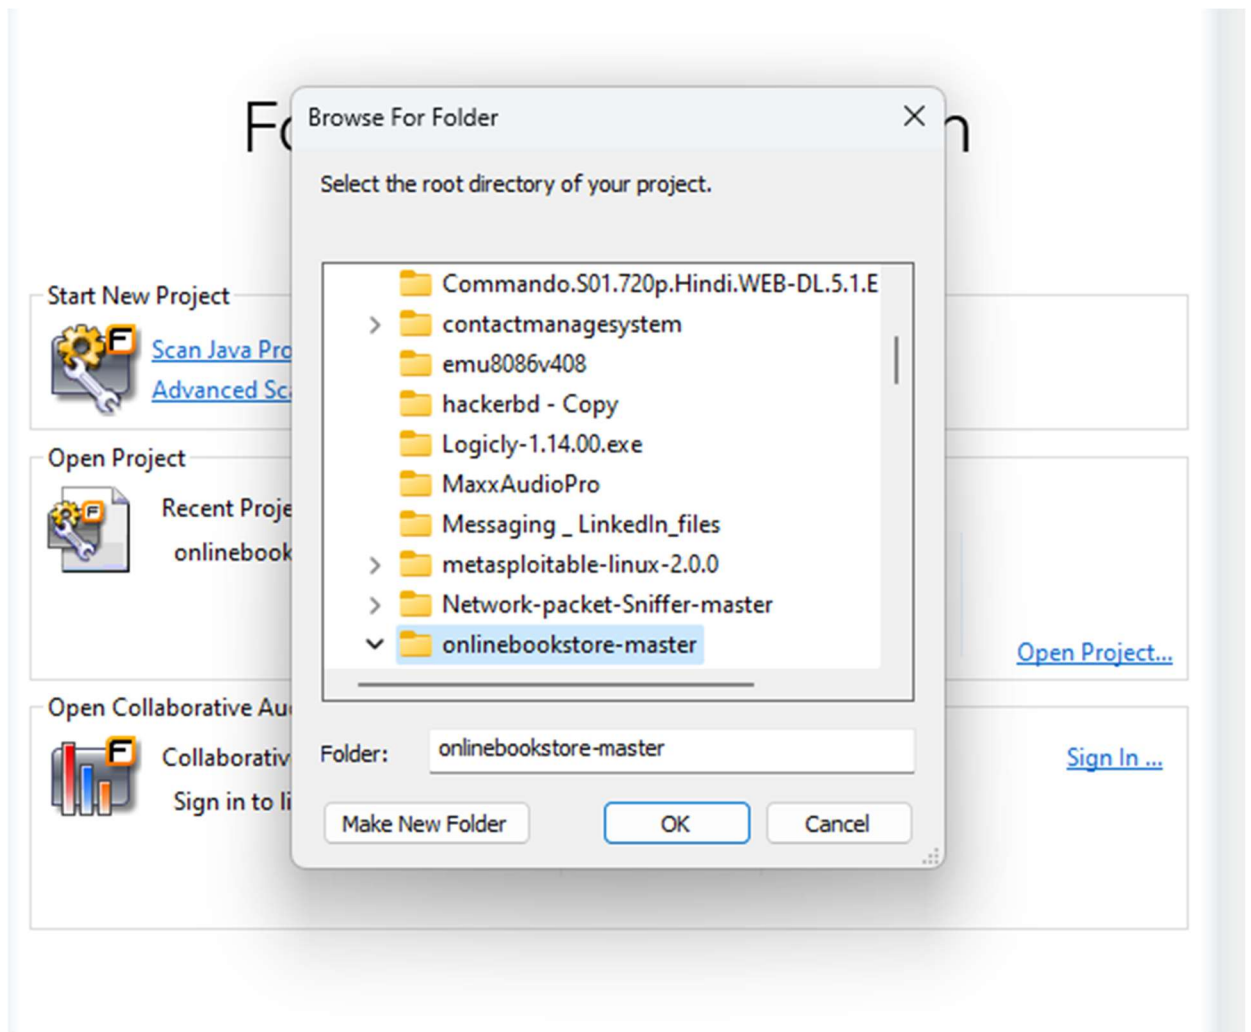 Fo
n
Browse For Folder
Select the root directory of your project.
Commando.S01.720p.Hindi.WEB-DL.5.1.E
contactmanagesystem
emu8086v408
hackerbd - Copy
Logicly-1.14.00.exe
MaxxAudioPro
Messaging _ LinkedIn_files
metasploitable-linux-2.0.0
Network-packet-Sniffer-master
onlinebookstore-master
Folder: onlinebookstore-master
Make New Folder OK Cancel
Start New Project
Scan Java Pro
Advanced Sca
Open Project
Recent Proje
onlinebook
Open Project...
Open Collaborative Au
Collaborativ
Sign in to li
Sign In ...